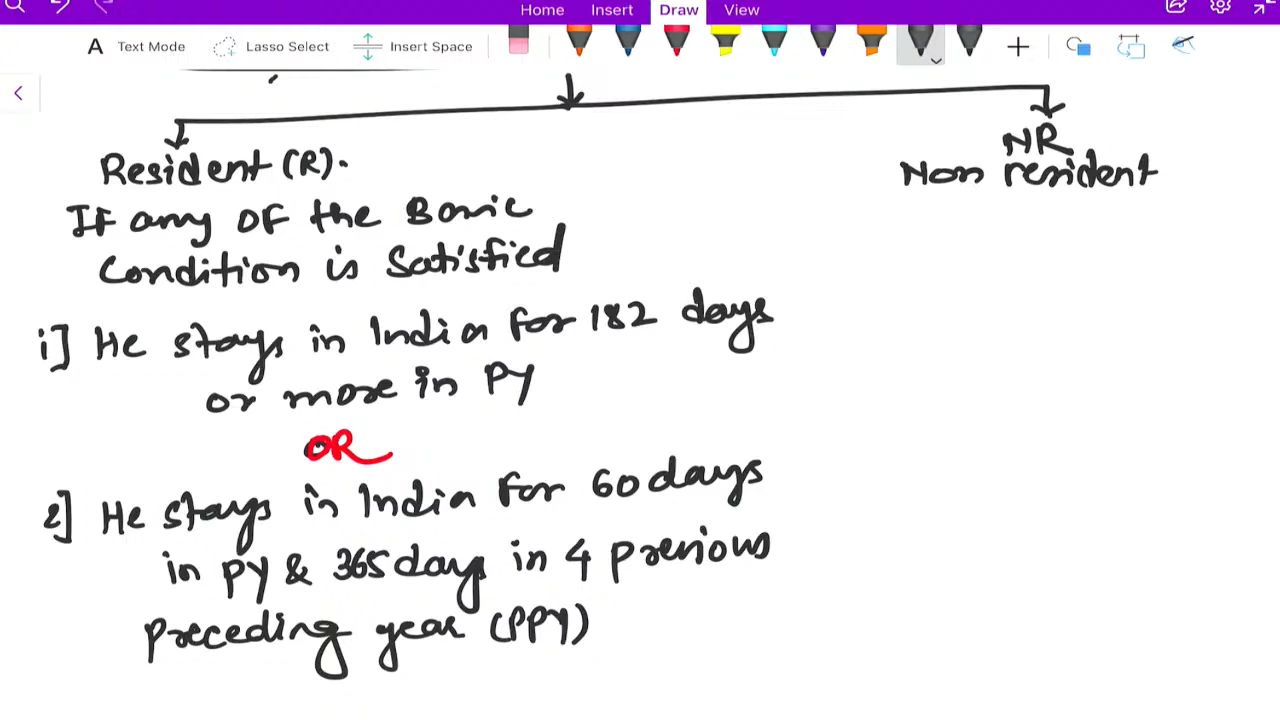 Home Insert Draw View
A Text Mode Lasso Select Insert Space
Resident (R).
NR
Non resident
If any of the Basic
Condition is Satisfied
i] He stays in India for 182 days
or more in PY
OR
2] He stays in India for 60 days
in PY & 365 days in 4 previous
preceding year (PPY)